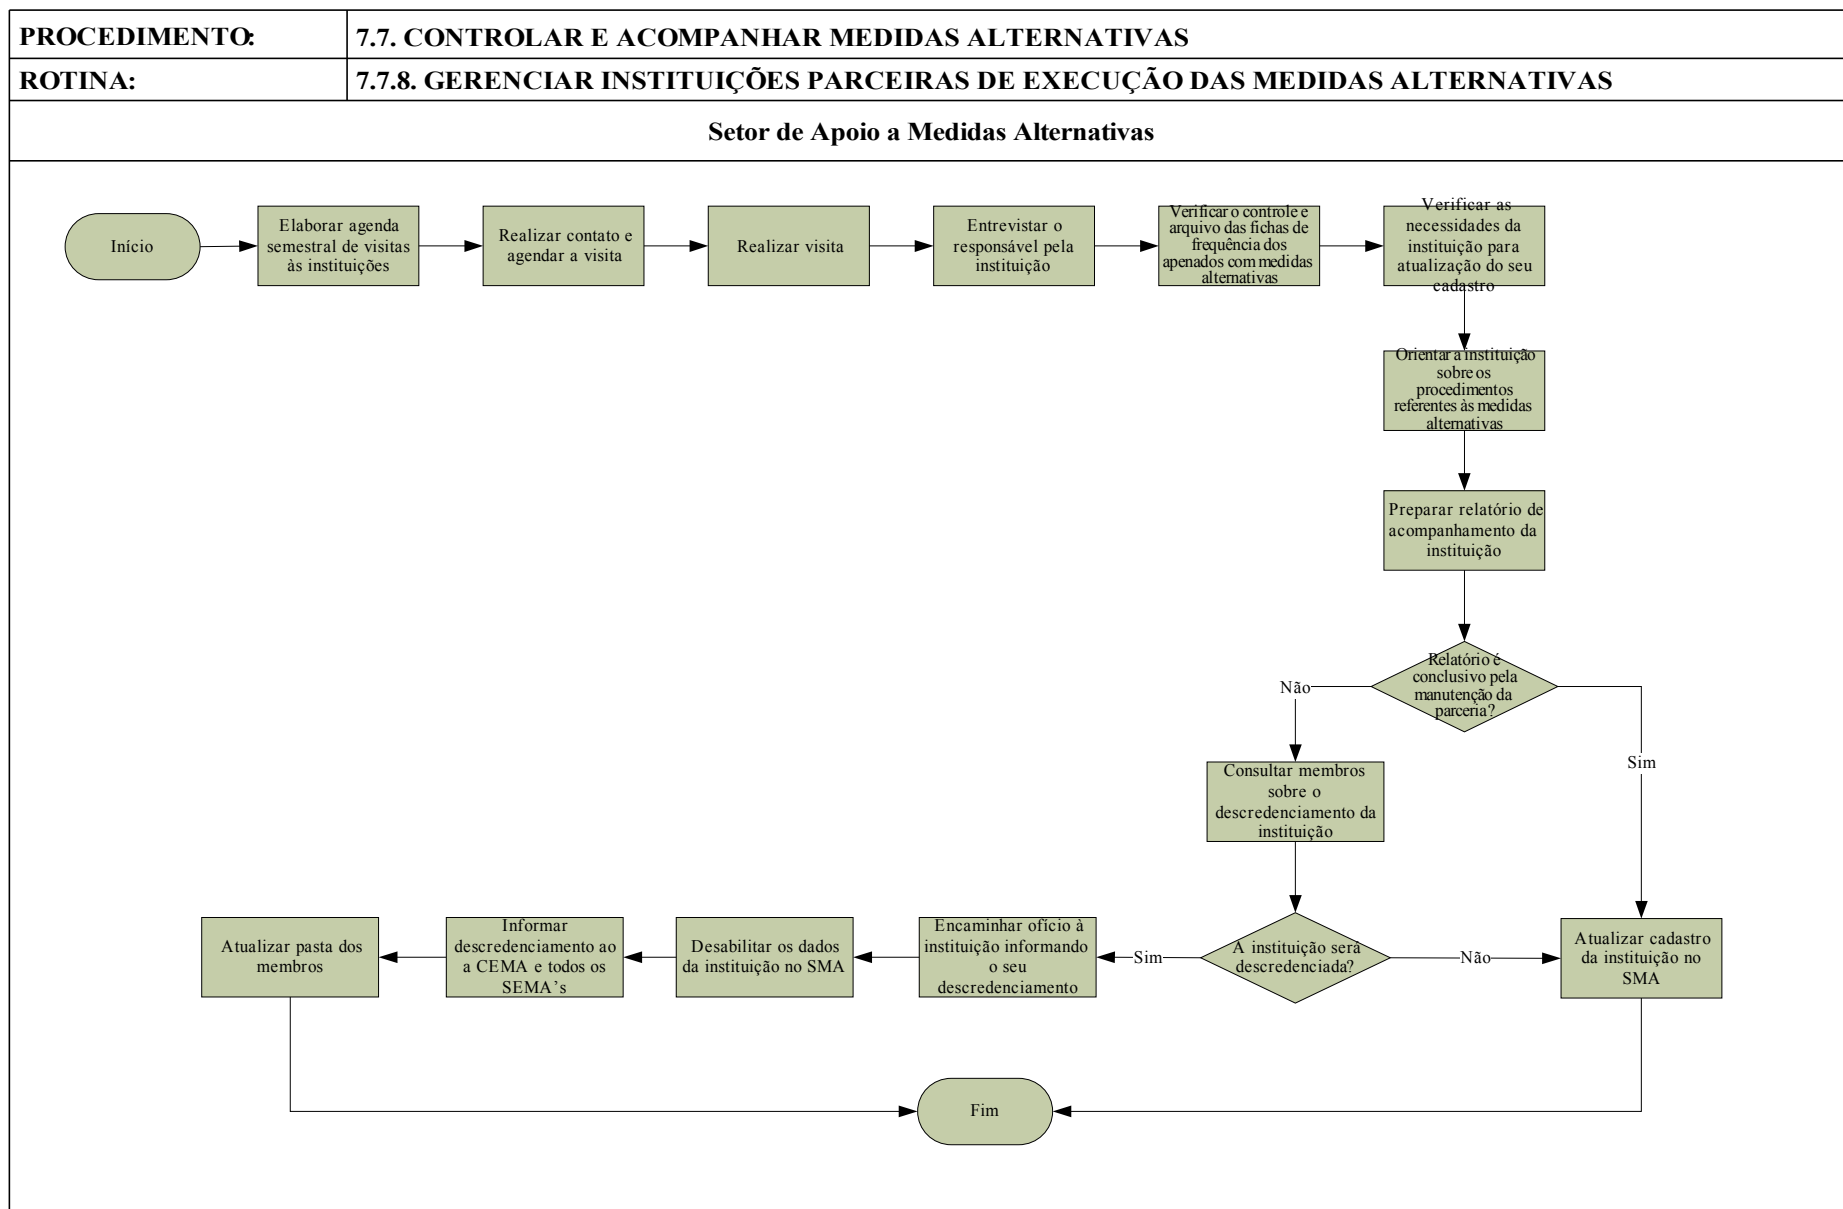 PROCEDIMENTO:
7.7. CONTROLAR E ACOMPANHAR MEDIDAS ALTERNATIVAS
ROTINA:
7.7.8. GERENCIAR INSTITUIÇÕES PARCEIRAS DE EXECUÇÃO DAS MEDIDAS ALTERNATIVAS
Setor de Apoio a Medidas Alternativas
Início
Elaborar agenda
semestral de visitas
às instituições
Realizar contato e
agendar a visita
Realizar visita
Entrevistar o
responsável pela
instituição
Verificar o controle e
arquivo das fichas de
frequência dos
apenados com medidas
alternativas
Verificar as
necessidades da
instituição para
atualização do seu
cadastro
Orientar a instituição
sobre os
procedimentos
referentes às medidas
alternativas
Preparar relatório de
acompanhamento da
instituição
Relatório é
conclusivo pela
manutenção da
parceria?
Não
Sim
Consultar membros
sobre o
descredenciamento da
instituição
A instituição será
descredenciada?
Sim
Não
Encaminhar ofício à
instituição informando
o seu
descredenciamento
Desabilitar os dados
da instituição no SMA
Informar
descredenciamento ao
a CEMA e todos os
SEMA's
Atualizar pasta dos
membros
Atualizar cadastro
da instituição no
SMA
Fim